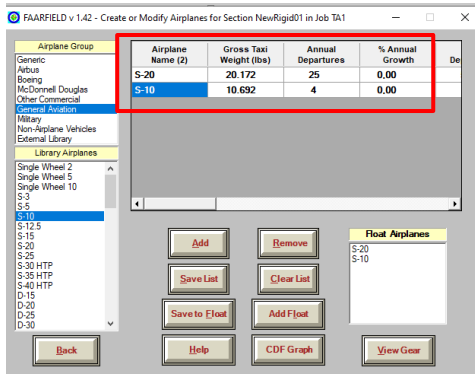 FAARFIELD v 1.42 - Create or Modify Airplanes for Section NewRigid01 in Job TA1
Airplane Group
Generic
Airbus
Boeing
McDonnell Douglas
Other Commercial
General Aviation
Military
Non-Airplane Vehicles
External Library
Library Airplanes
Single Wheel 2
Single Wheel 5
Single Wheel 10
S-3
S-5
S-10
S-12.5
S-15
S-20
S-25
S-30 HTP
S-35 HTP
S-40 HTP
D-15
D-20
D-25
D-30
Airplane Name (2) Gross Taxi Weight (lbs) Annual Departures % Annual Growth De
S-20 20.172 25 0,00
S-10 10.692 4 0,00
Add Remove
Save List Clear List
Save to Float Add Float
Float Airplanes
S-20
S-10
Back Help CDF Graph View Gear